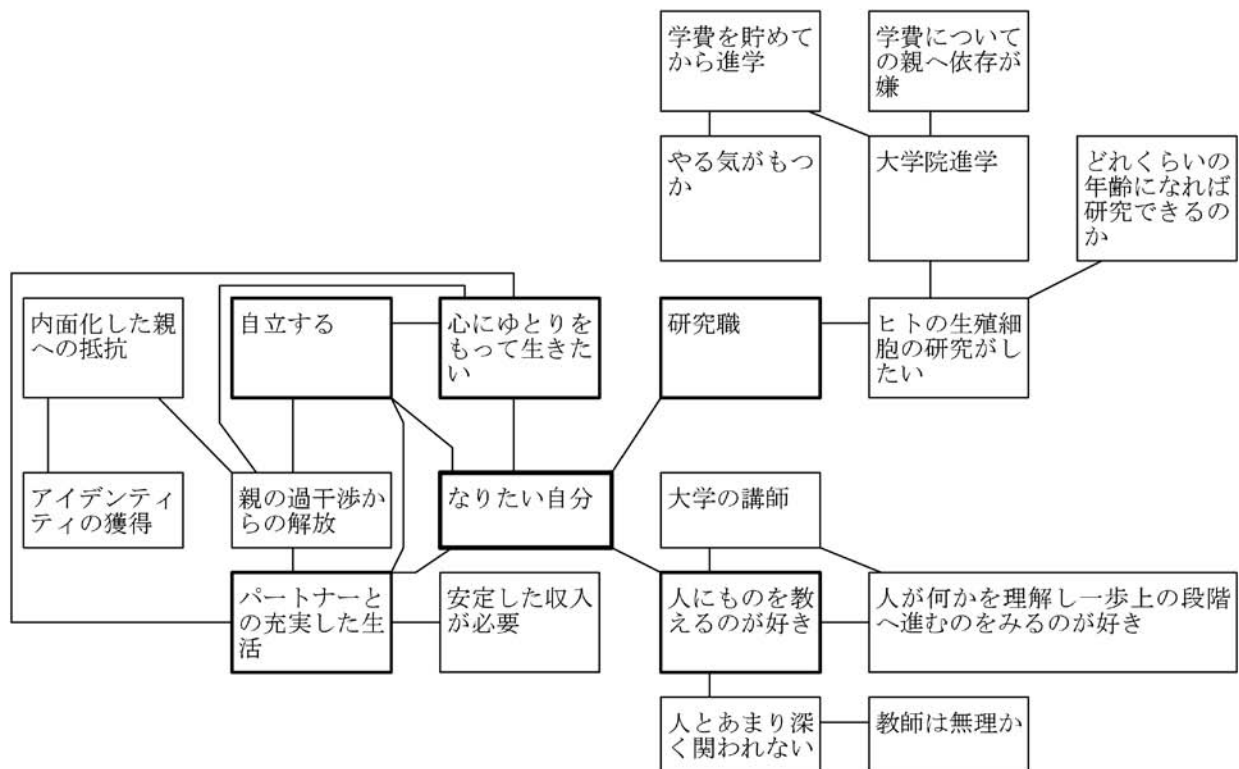 学費を貯めて
から進学
学費について
の親へ依存が
嫌
やる気がもつ
か
大学院進学
どれくらいの
年齢になれば
研究できるの
か
内面化した親
への抵抗
自立する
心にゆとりを
もって生きた
い
研究職
ヒトの生殖細
胞の研究がし
たい
アイデンティ
ティの獲得
親の過干渉か
らの解放
なりたい自分
大学の講師
パートナーと
の充実した生
活
安定した収入
が必要
人にものを教
えるのが好き
人が何かを理解し一歩上の段階
へ進むのをみるのが好き
人とあまり深
く関われない
教師は無理か